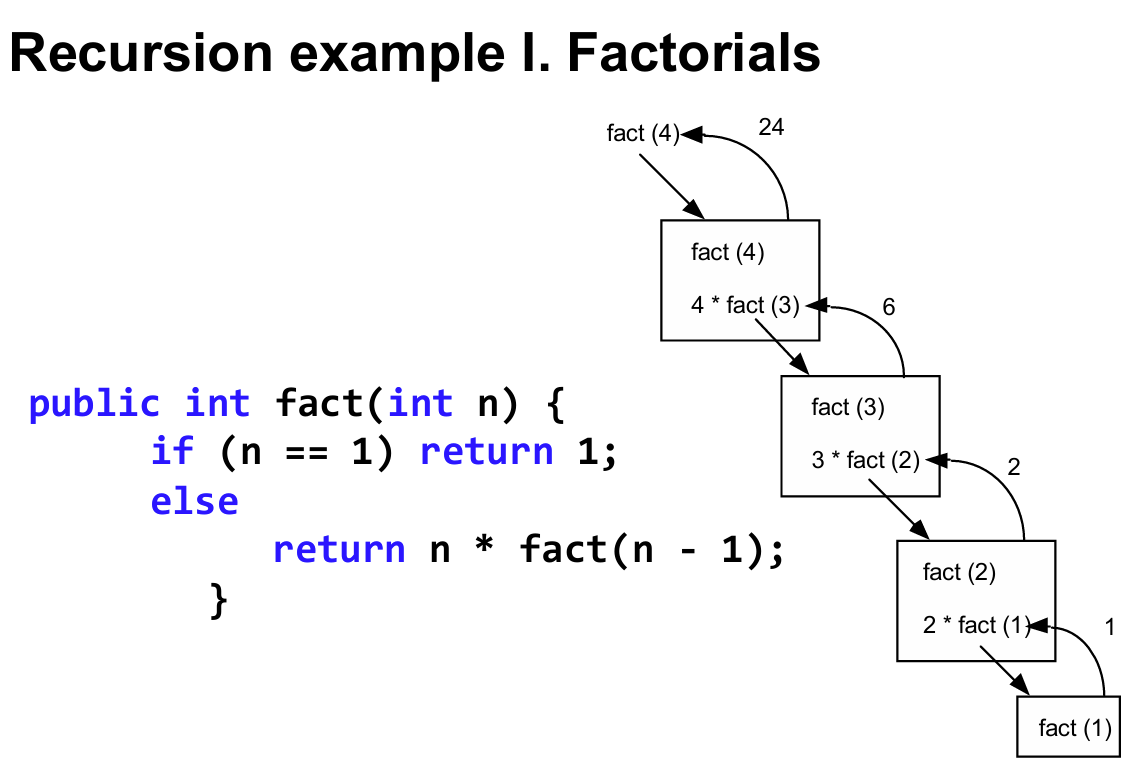 Recursion example I. Factorials
public int fact(int n) {
if (n == 1) return 1;
else
return n * fact(n - 1);
}
fact (4)
24
fact (4)
4 * fact (3)
6
fact (3)
3 * fact (2)
2
fact (2)
2 * fact (1)
1
fact (1)